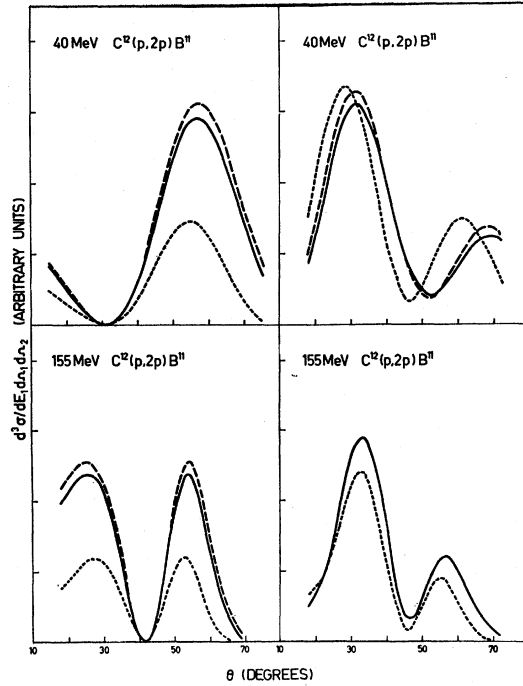 40 MeV C¹²(p,2p)B¹¹
40 MeV C¹²(p,2p)B¹¹
d³σ/dE₁dΩ₁dΩ₂ (ARBITRARY UNITS)
155 MeV C¹²(p,2p)B¹¹
155 MeV C¹²(p,2p)B¹¹
10 30 50 70 10 30 50 70
θ (DEGREES)